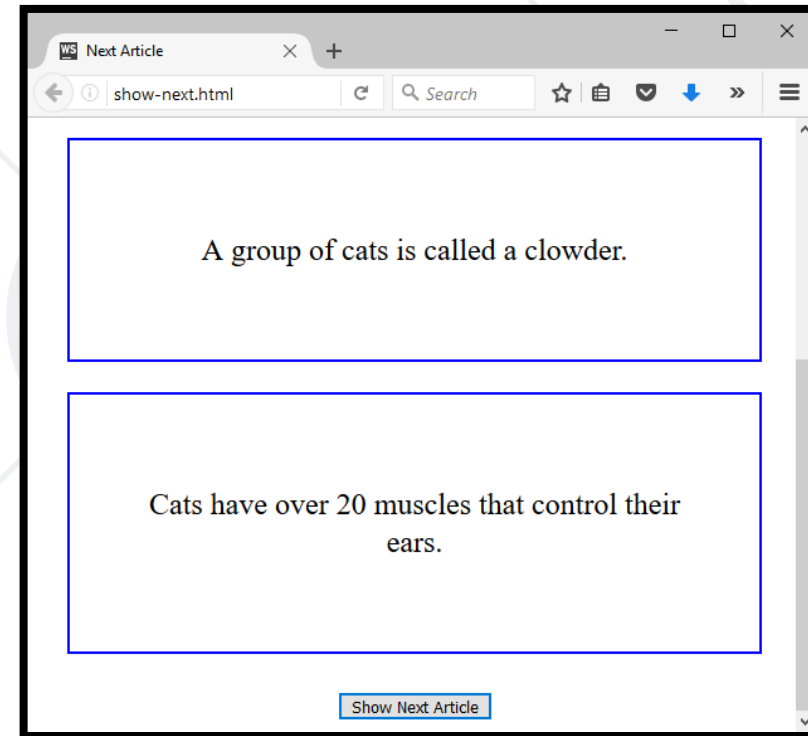 WS Next Article
show-next.html
Search
A group of cats is called a clowder.
Cats have over 20 muscles that control their
ears.
Show Next Article